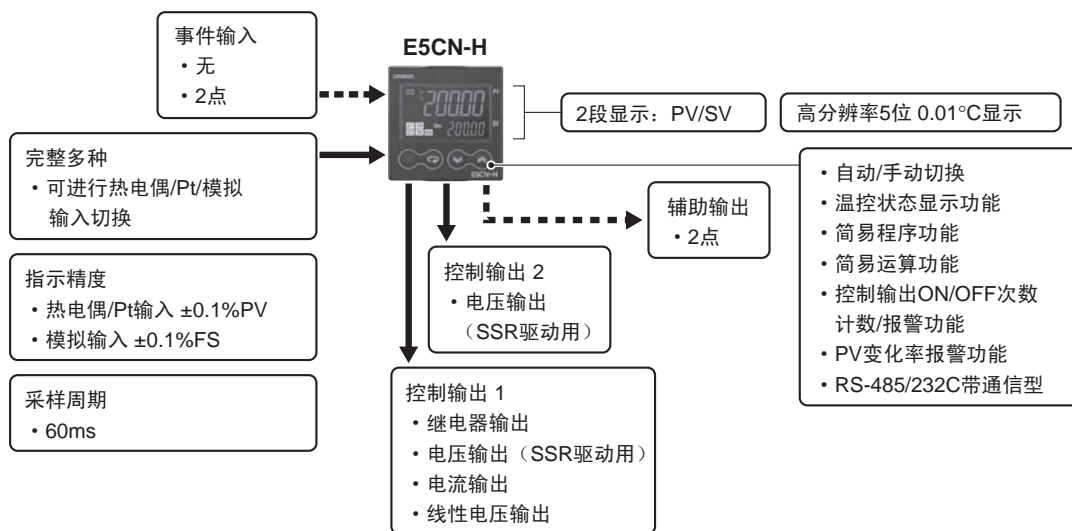 事件输入
・无
・2点
E5CN-H
OMRON
200.00
PV
200.00
E5CN-H
2段显示：PV/SV
高分辨率5位 0.01°C显示
完整多种
・可进行热电偶/Pt/模拟
输入切换
指示精度
・热电偶/Pt输入 ±0.1%PV
・模拟输入 ±0.1%FS
采样周期
・60ms
辅助输出
・2点
控制输出 2
・电压输出
（SSR驱动用）
控制输出 1
・继电器输出
・电压输出（SSR驱动用）
・电流输出
・线性电压输出
・自动/手动切换
・温控状态显示功能
・简易程序功能
・简易运算功能
・控制输出ON/OFF次数
计数/报警功能
・PV变化率报警功能
・RS-485/232C带通信型